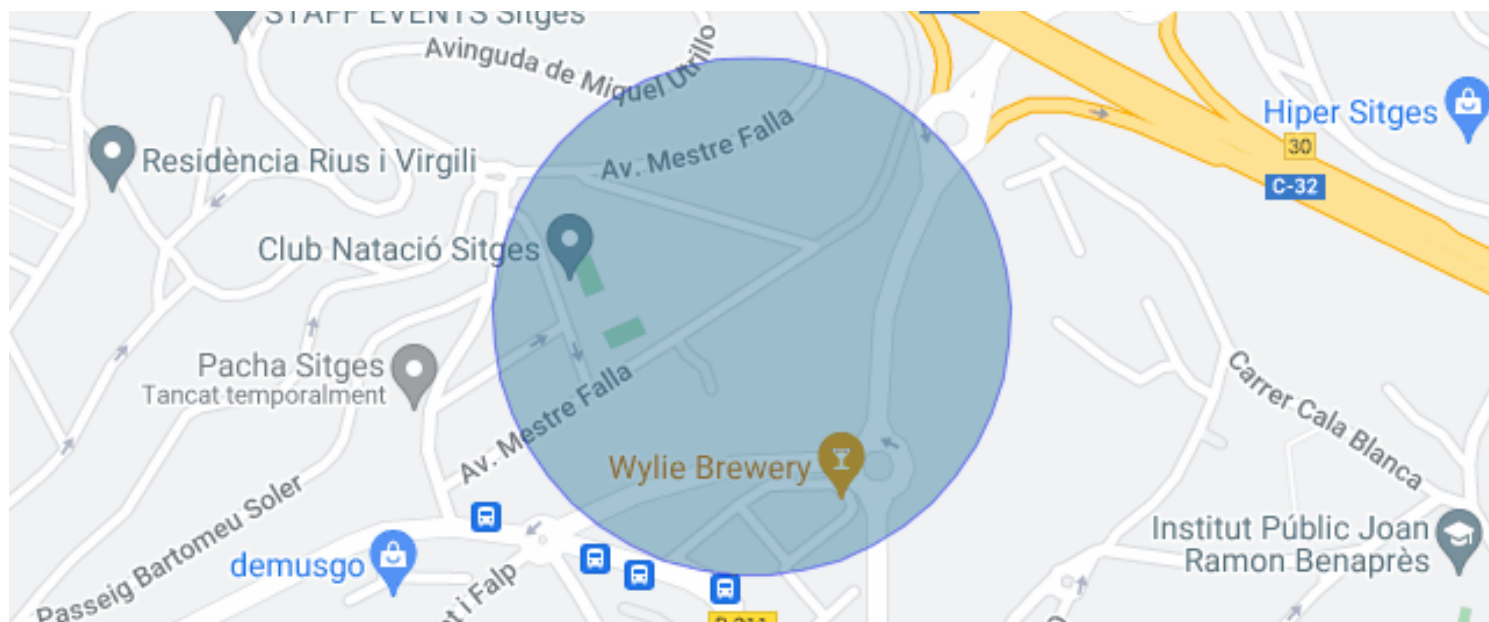 STAFF EVENTS Sitges
Avinguda de Miquel Utrillo
Hiper Sitges
30
C-32
Av. Mestre Falla
Residència Rius i Virgili
Club Natació Sitges
Pacha Sitges
Tancat temporalment
Av. Mestre Falla
Carrer Cala Blanca
Wylie Brewery
Passeig Bartomeu Soler
demusgo
Institut Públic Joan
Ramon Benaprès
i Falp